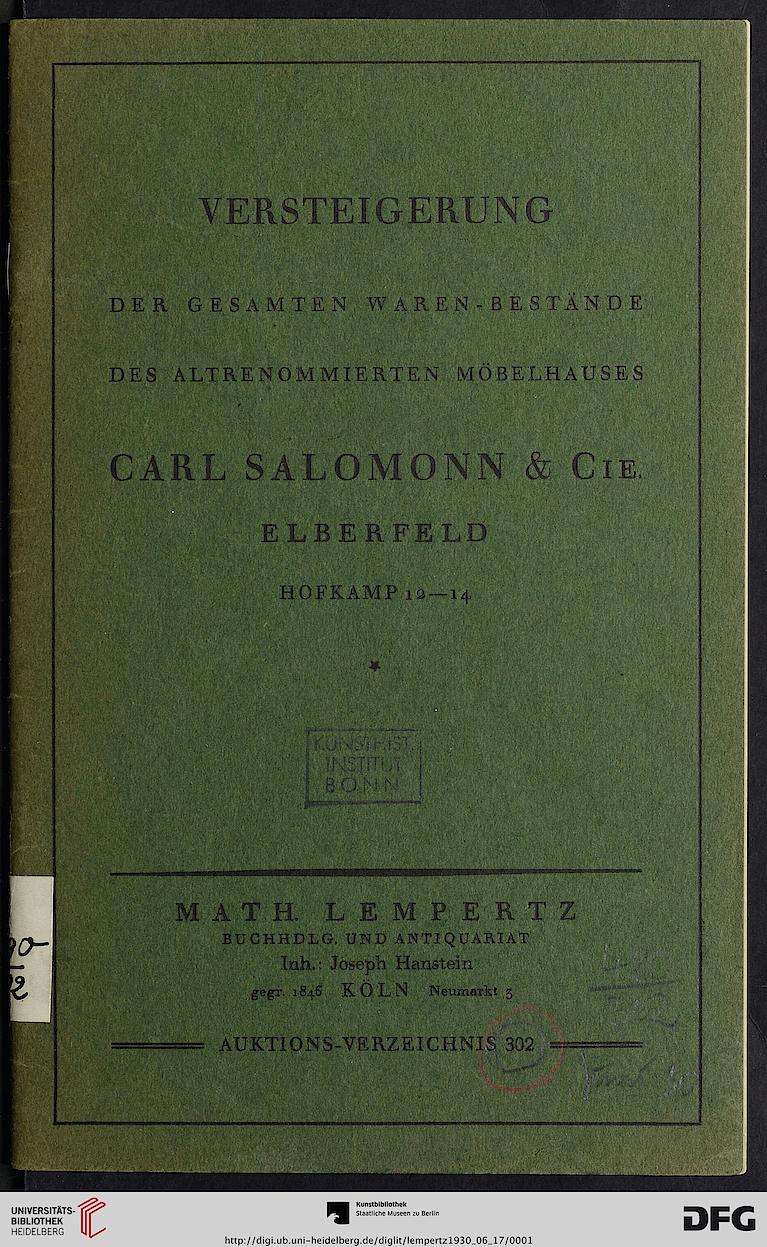 VERSTEIGERUNG
DER GESAMTEN WAREN-BESTÄNDE
DES ALTRENOMMIERTEN MÖBELHAUSES
CARL SALOMONN & CIE.
ELBERFELD
HOFKAMP 12—14
KUNSTHIST.
INSTITUT
BONN
MATH. LEMPERTZ
BUCHHDLG. UND ANTIQUARIAT
Inh.: Joseph Hanstein
gegr. 1846 KÖLN Neumarkt 3
AUKTIONS-VERZEICHNIS 302
UNIVERSITÄTS-
BIBLIOTHEK
HEIDELBERG
Kunstbibliothek
Staatliche Museen zu Berlin
DFG
http://digi.ub.uni-heidelberg.de/diglit/lempertz1930_06_17/0001